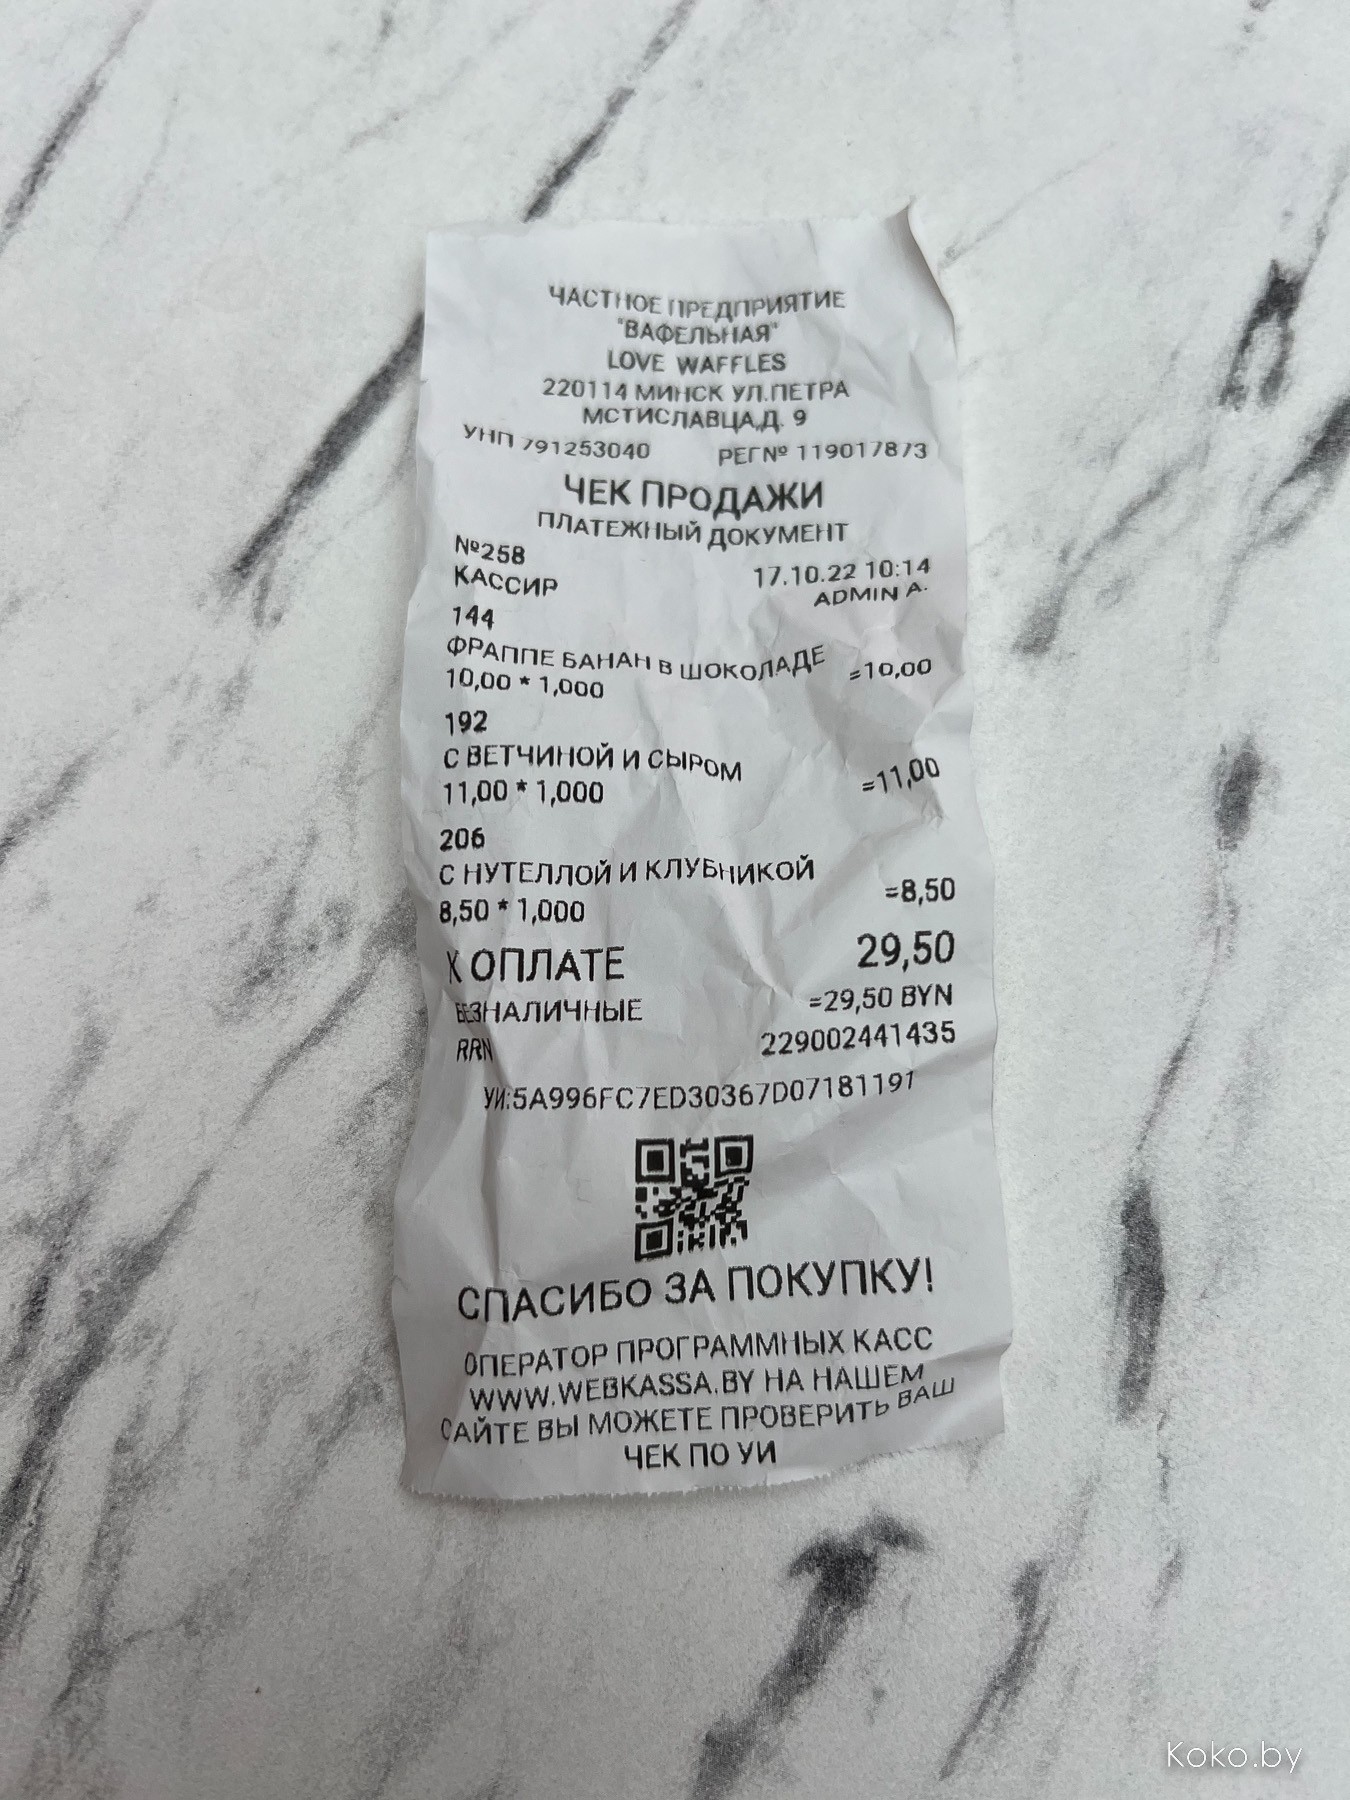 ЧАСТНОЕ ПРЕДПРИЯТИЕ
"ВАФЕЛЬНАЯ"
LOVE WAFFLES
220114 МИНСК УЛ.ПЕТРА
МСТИСЛАВЦА,Д. 9
УНП 791253040 РЕГ№ 119017873
ЧЕК ПРОДАЖИ
ПЛАТЕЖНЫЙ ДОКУМЕНТ
№258 17.10.22 10:14
КАССИР ADMIN A.
144
ФРАППЕ БАНАН В ШОКОЛАДЕ
10,00 * 1,000 =10,00
192
С ВЕТЧИНОЙ И СЫРОМ
11,00 * 1,000 =11,00
206
С НУТЕЛЛОЙ И КЛУБНИКОЙ
8,50 * 1,000 =8,50
К ОПЛАТЕ 29,50
БЕЗНАЛИЧНЫЕ =29,50 BYN
RRN 229002441435
УИ:5A996FC7ED30367D07181191
СПАСИБО ЗА ПОКУПКУ!
ОПЕРАТОР ПРОГРАММНЫХ КАСС
WWW.WEBKASSA.BY НА НАШЕМ
САЙТЕ ВЫ МОЖЕТЕ ПРОВЕРИТЬ ВАШ
ЧЕК ПО УИ
Koko.by